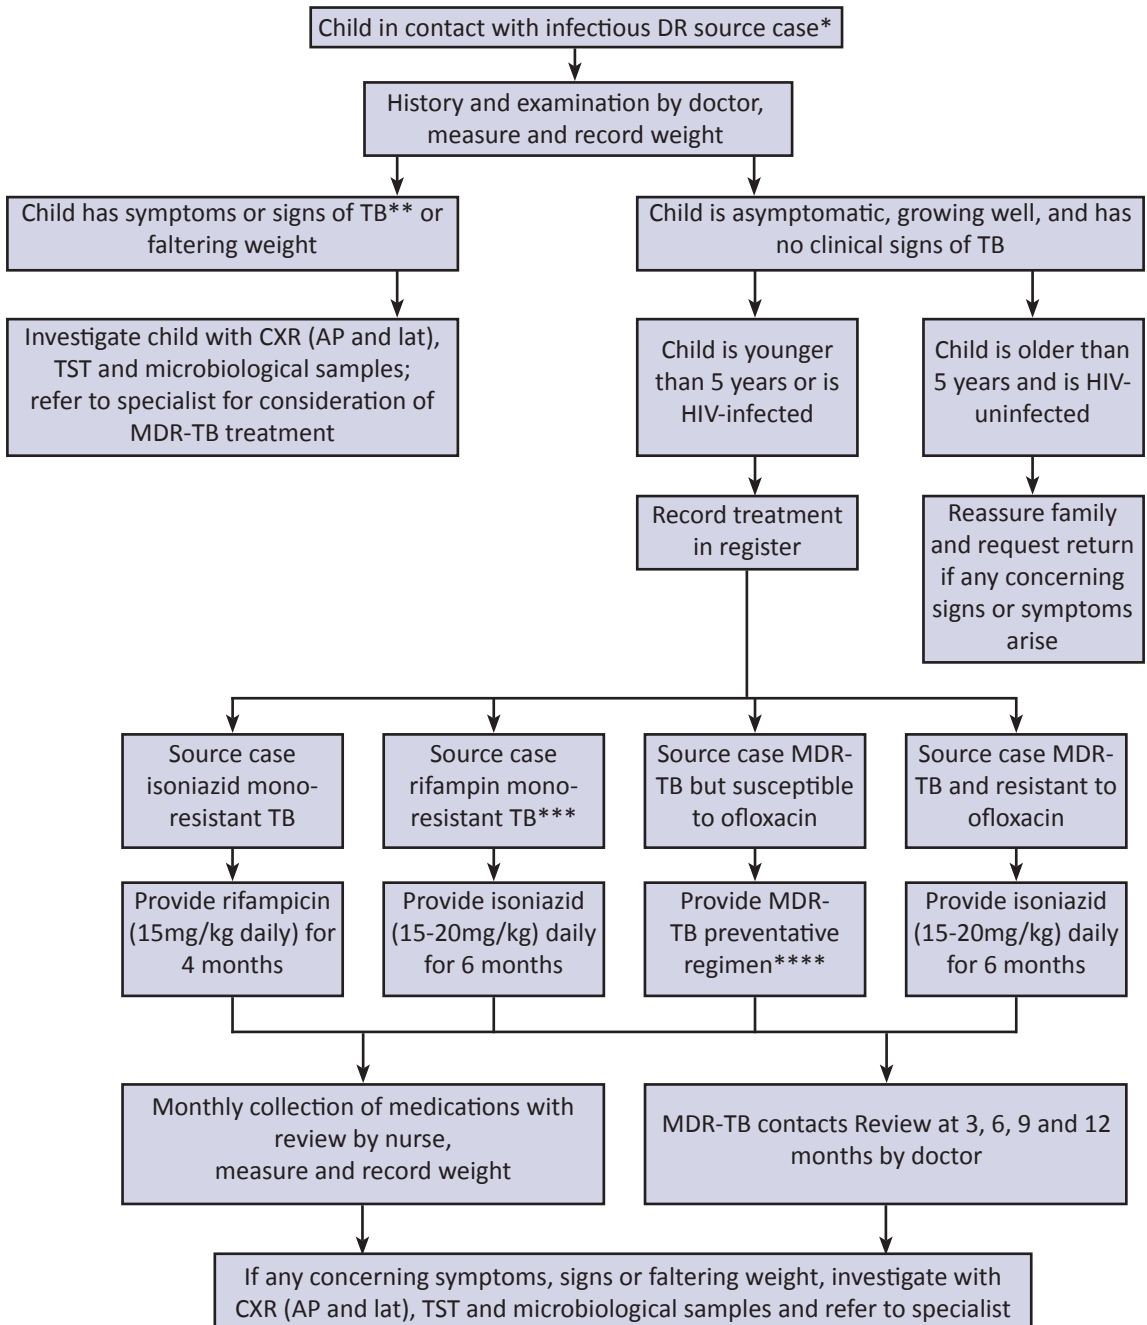 Child in contact with infectious DR source case*
History and examination by doctor,
measure and record weight
Child has symptoms or signs of TB** or
faltering weight
Child is asymptomatic, growing well, and has
no clinical signs of TB
Investigate child with CXR (AP and lat),
TST and microbiological samples;
refer to specialist for consideration of
MDR-TB treatment
Child is younger
than 5 years or is
HIV-infected
Child is older than
5 years and is HIV-
uninfected
Record treatment
in register
Reassure family
and request return
if any concerning
signs or symptoms
arise
Source case
isoniazid mono-
resistant TB
Source case
rifampin mono-
resistant TB***
Source case MDR-
TB but susceptible
to ofloxacin
Source case MDR-
TB and resistant to
ofloxacin
Provide rifampicin
(15mg/kg daily) for
4 months
Provide isoniazid
(15-20mg/kg) daily
for 6 months
Provide MDR-
TB preventative
regimen****
Provide isoniazid
(15-20mg/kg) daily
for 6 months
Monthly collection of medications with
review by nurse,
measure and record weight
MDR-TB contacts Review at 3, 6, 9 and 12
months by doctor
If any concerning symptoms, signs or faltering weight, investigate with
CXR (AP and lat), TST and microbiological samples and refer to specialist